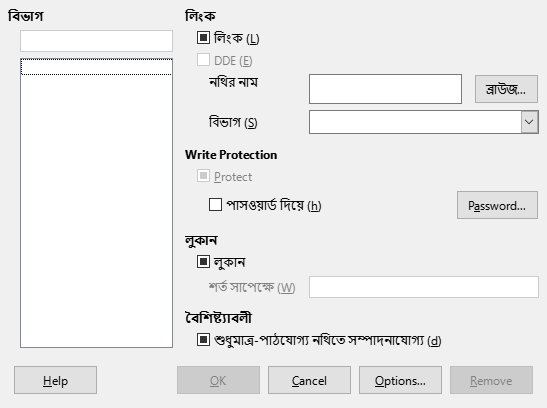 বিভাগ
লিংক
লিংক (L)
DDE (E)
নথির নাম
ব্রাউজ...
বিভাগ (S)
Write Protection
Protect
পাসওয়ার্ড দিয়ে (h)
Password...
লুকান
লুকান
শর্ত সাপেক্ষে (W)
বৈশিষ্ট্যাবলী
শুধুমাত্র-পাঠযোগ্য নথিতে সম্পাদনাযোগ্য (d)
Help
OK
Cancel
Options...
Remove